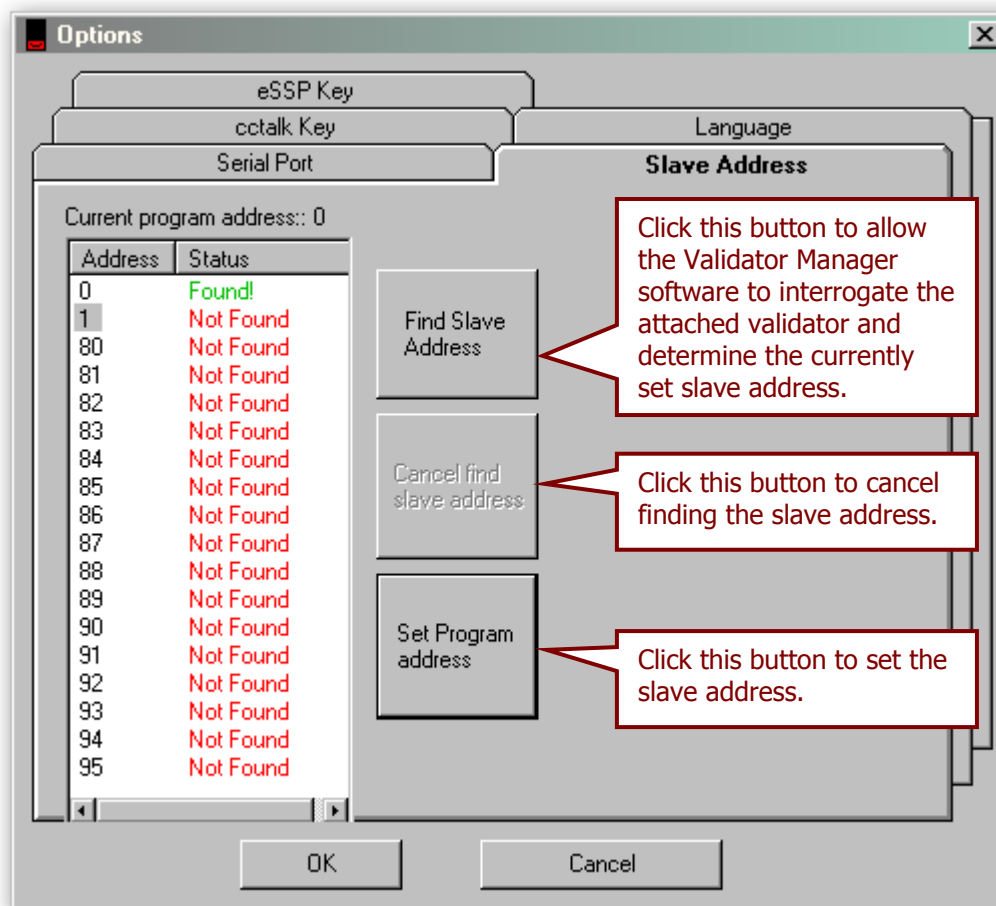 Options
eSSP Key
cctalk Key
Language
Serial Port
Slave Address
Current program address:: 0
Address Status
0 Found!
1 Not Found
80 Not Found
81 Not Found
82 Not Found
83 Not Found
84 Not Found
85 Not Found
86 Not Found
87 Not Found
88 Not Found
89 Not Found
90 Not Found
91 Not Found
92 Not Found
93 Not Found
94 Not Found
95 Not Found
Find Slave
Address
Click this button to allow
the Validator Manager
software to interrogate the
attached validator and
determine the currently
set slave address.
Cancel find
slave address
Click this button to cancel
finding the slave address.
Set Program
address
Click this button to set the
slave address.
OK
Cancel